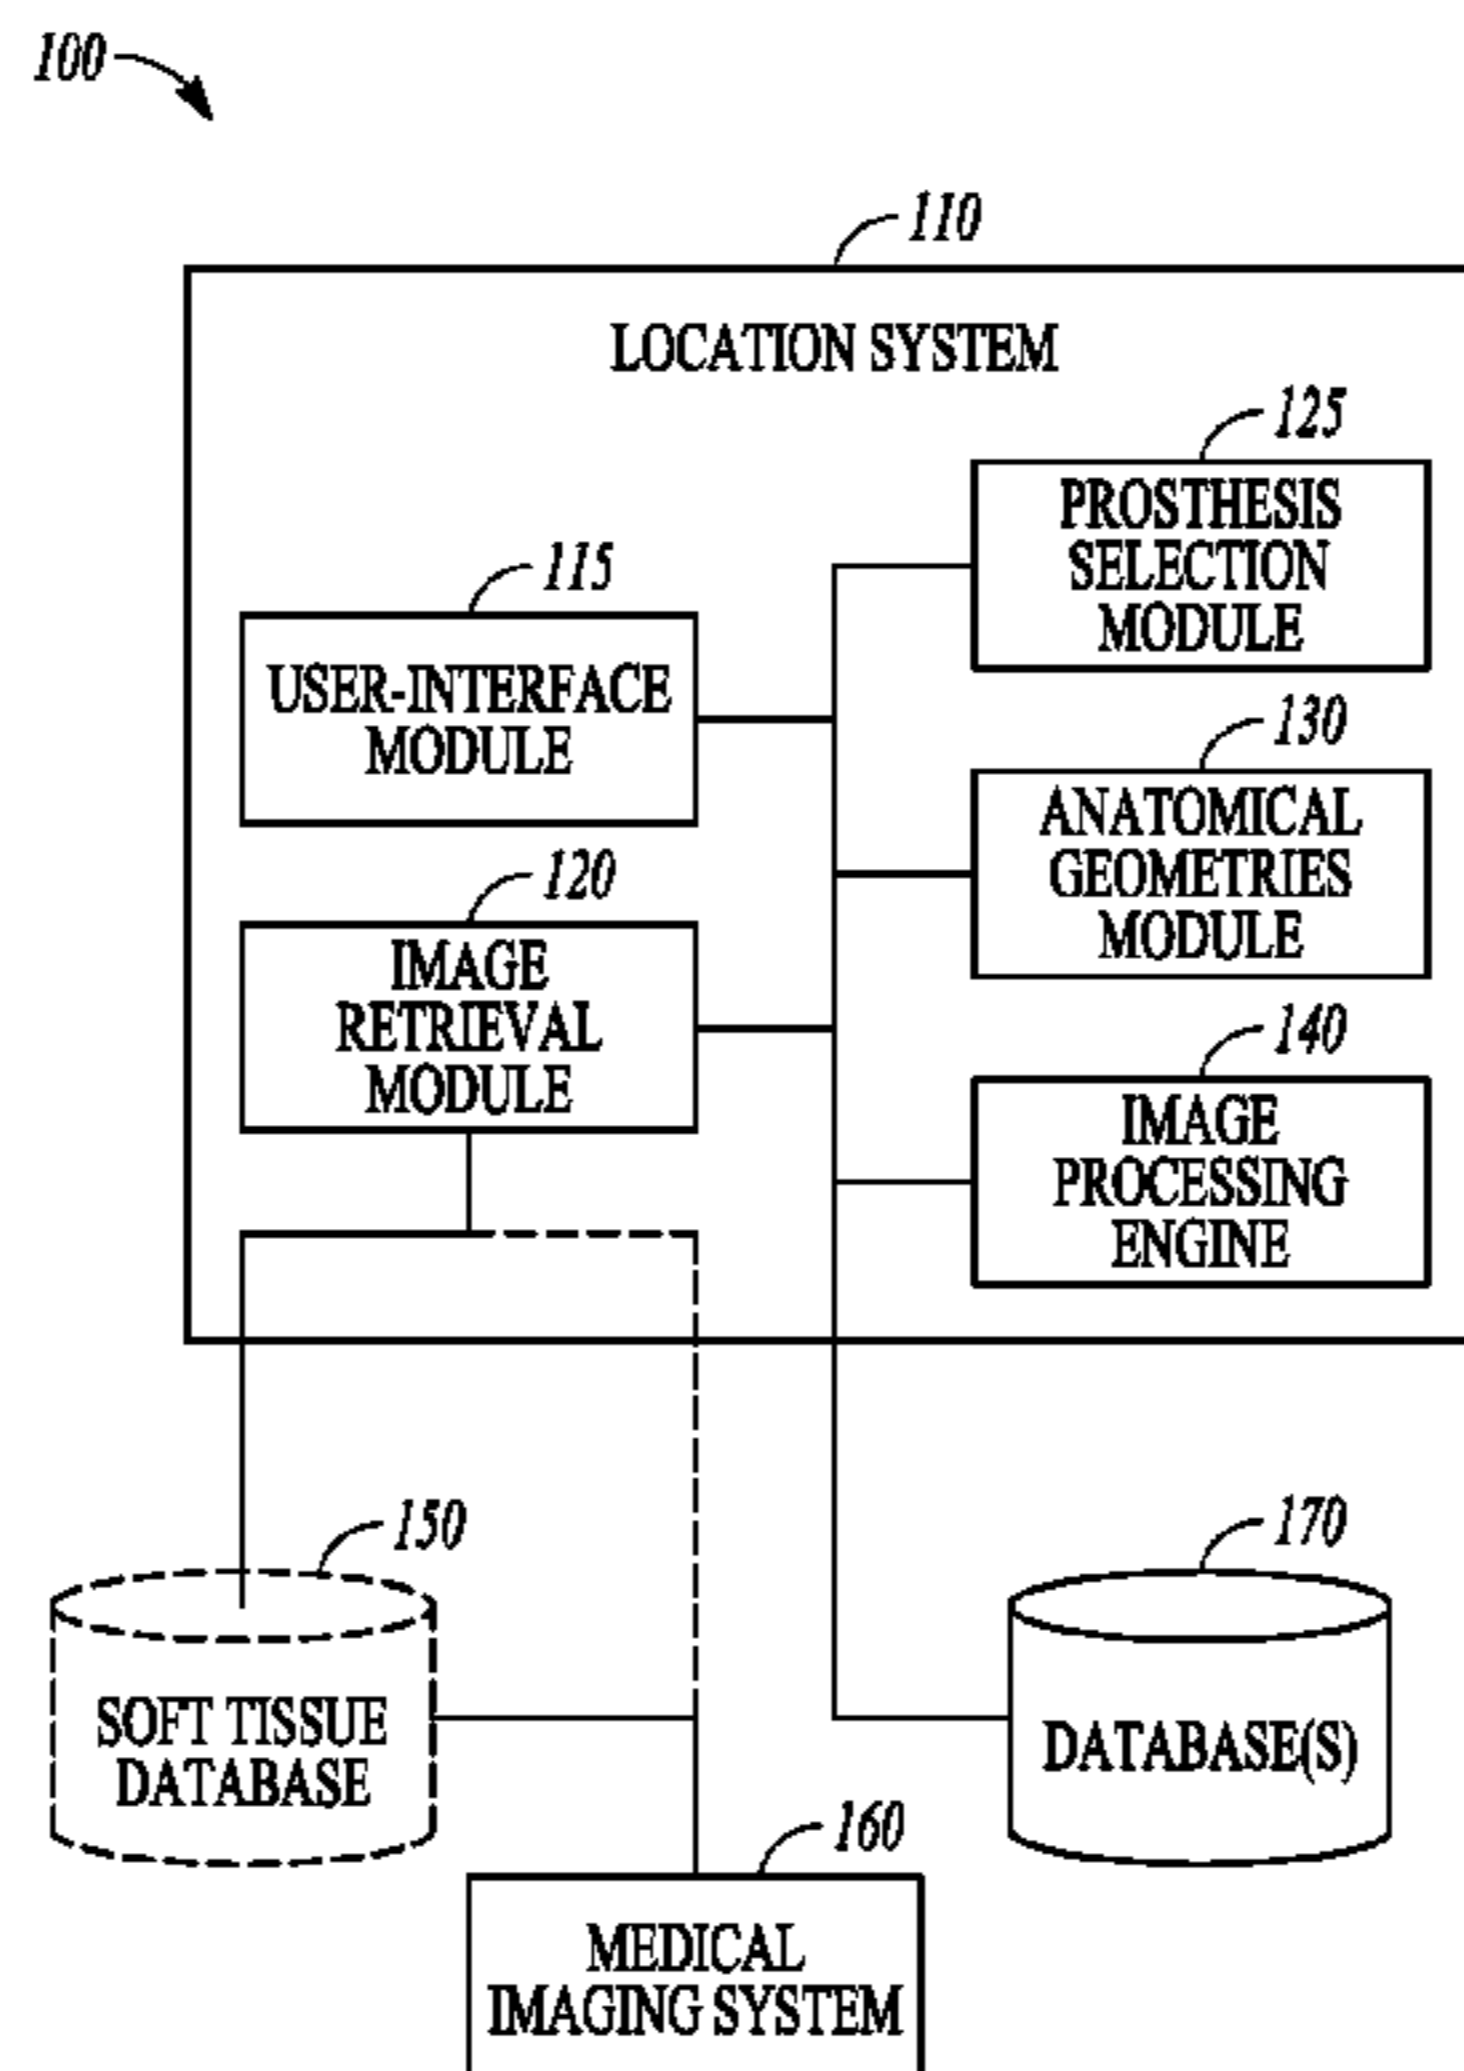 100
110
LOCATION SYSTEM
125
PROSTHESIS
SELECTION
MODULE
115
USER-INTERFACE
MODULE
130
ANATOMICAL
GEOMETRIES
MODULE
120
IMAGE
RETRIEVAL
MODULE
140
IMAGE
PROCESSING
ENGINE
150
SOFT TISSUE
DATABASE
170
DATABASE(S)
160
MEDICAL
IMAGING SYSTEM